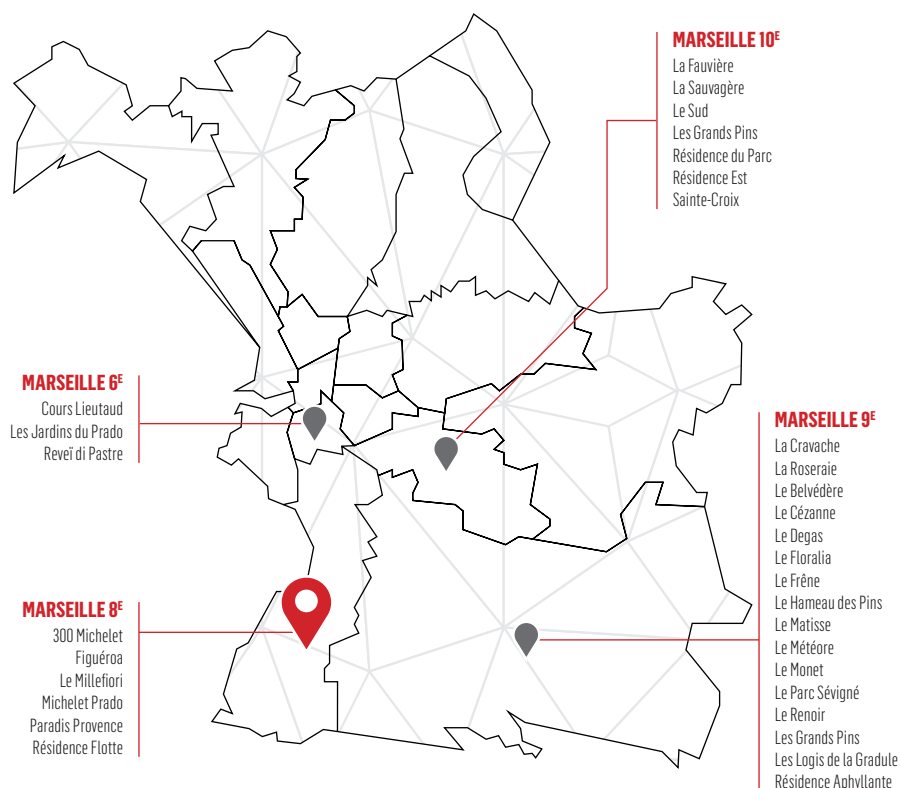 MARSEILLE 10E
La Fauvière
La Sauvagère
Le Sud
Les Grands Pins
Résidence du Parc
Résidence Est
Sainte-Croix
MARSEILLE 6E
Cours Lieutaud
Les Jardins du Prado
Reveï di Pastre
MARSEILLE 9E
La Cravache
La Roseraie
Le Belvédère
Le Cézanne
Le Degas
Le Floralia
Le Frêne
Le Hameau des Pins
Le Matisse
Le Météore
Le Monet
Le Parc Sévigné
Le Renoir
Les Grands Pins
Les Logis de la Gradule
Résidence Aphyllante
MARSEILLE 8E
300 Michelet
Figuéroa
Le Millefiori
Michelet Prado
Paradis Provence
Résidence Flotte